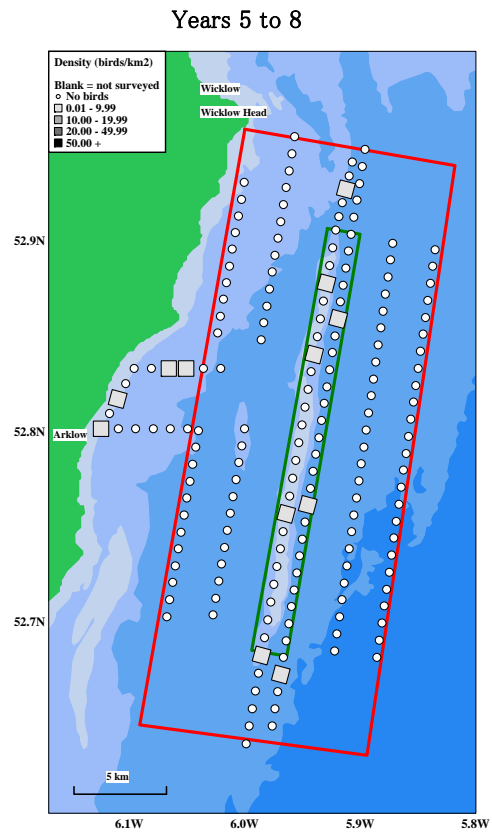 Years 5 to 8
Density (birds/km2)
Blank = not surveyed
No birds
0.01 - 9.99
10.00 - 19.99
20.00 - 49.99
50.00 +
Wicklow
Wicklow Head
52.9N
52.8N
Arklow
52.7N
5 km
6.1W
6.0W
5.9W
5.8W